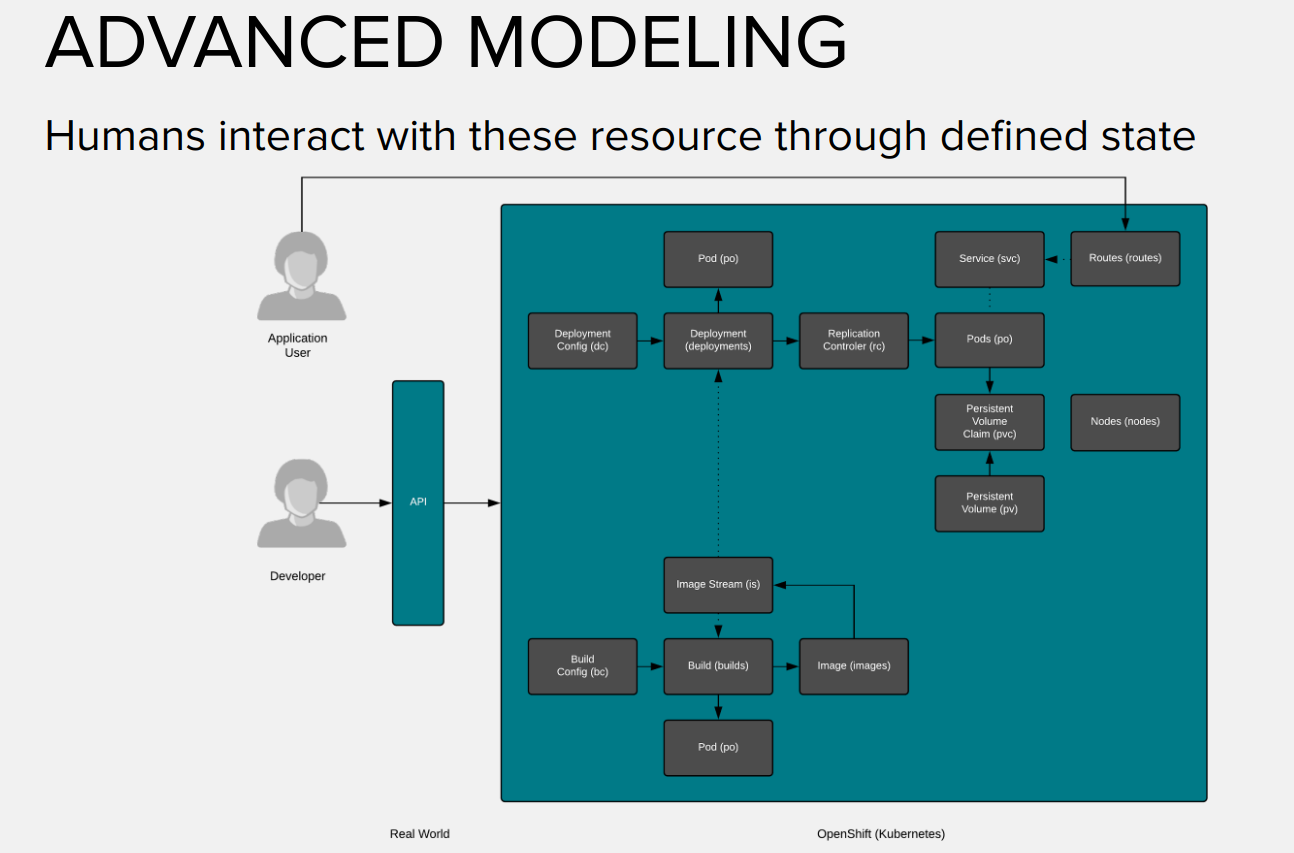 ADVANCED MODELING
Humans interact with these resource through defined state
Application
User
Developer
API
Pod (po)
Service (svc)
Routes (routes)
Deployment
Config (dc)
Deployment
(deployments)
Replication
Controler (rc)
Pods (po)
Persistent
Volume
Claim (pvc)
Nodes (nodes)
Persistent
Volume (pv)
Image Stream (is)
Build
Config (bc)
Build (builds)
Image (images)
Pod (po)
Real World
OpenShift (Kubernetes)